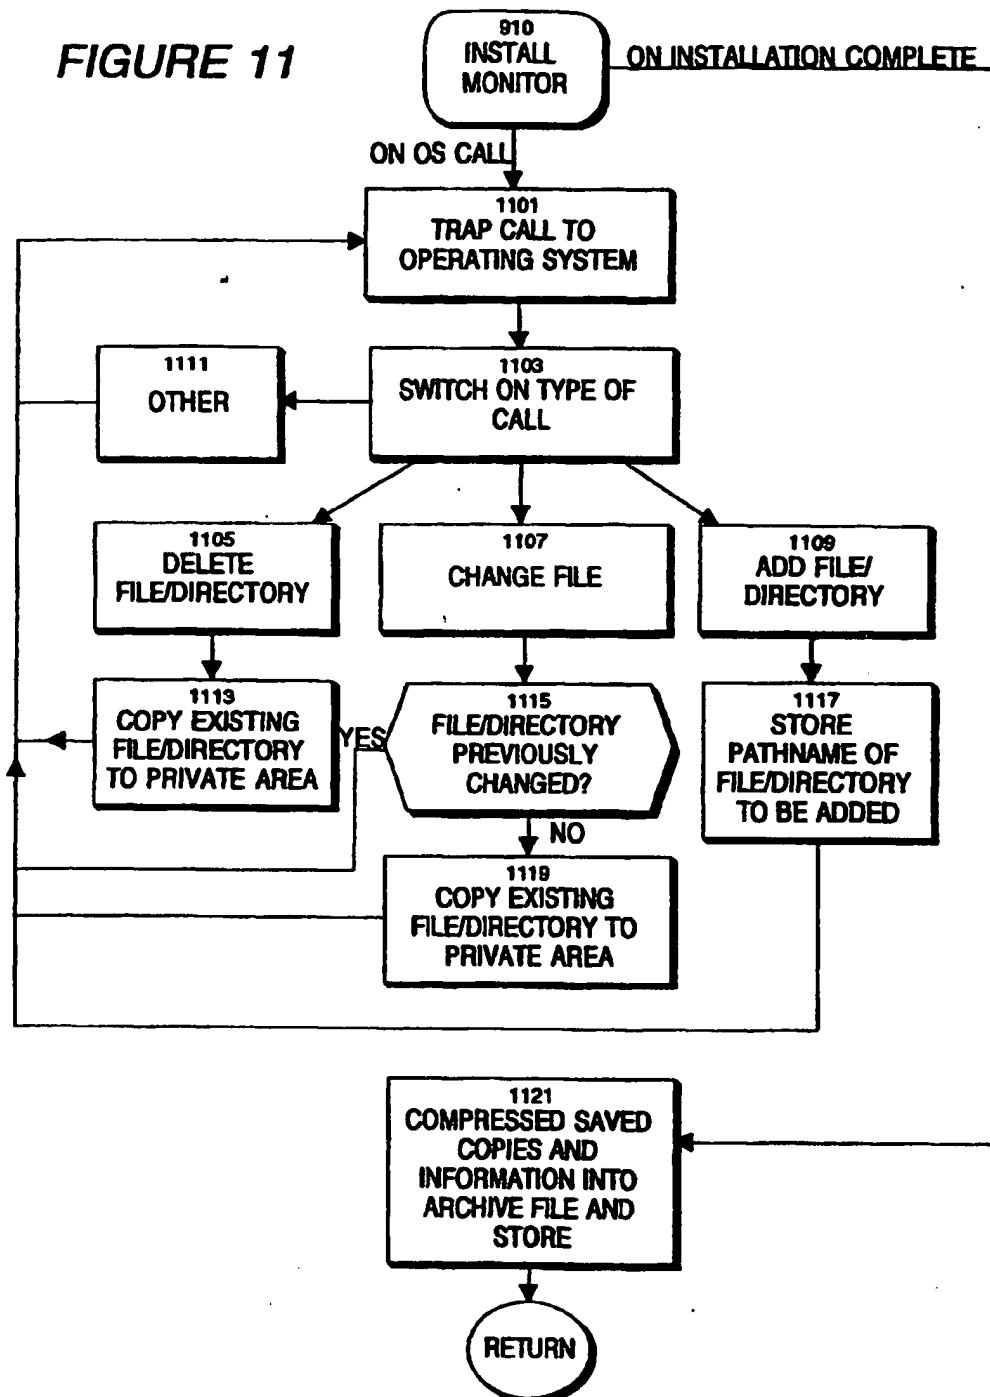 FIGURE 11
910
INSTALL
MONITOR
ON INSTALLATION COMPLETE
ON OS CALL
1101
TRAP CALL TO
OPERATING SYSTEM
1111
OTHER
1103
SWITCH ON TYPE OF
CALL
1105
DELETE
FILE/DIRECTORY
1107
CHANGE FILE
1109
ADD FILE/
DIRECTORY
1113
COPY EXISTING
FILE/DIRECTORY
TO PRIVATE AREA
YES
1115
FILE/DIRECTORY
PREVIOUSLY
CHANGED?
1117
STORE
PATHNAME OF
FILE/DIRECTORY
TO BE ADDED
NO
1119
COPY EXISTING
FILE/DIRECTORY TO
PRIVATE AREA
1121
COMPRESSED SAVED
COPIES AND
INFORMATION INTO
ARCHIVE FILE AND
STORE
RETURN